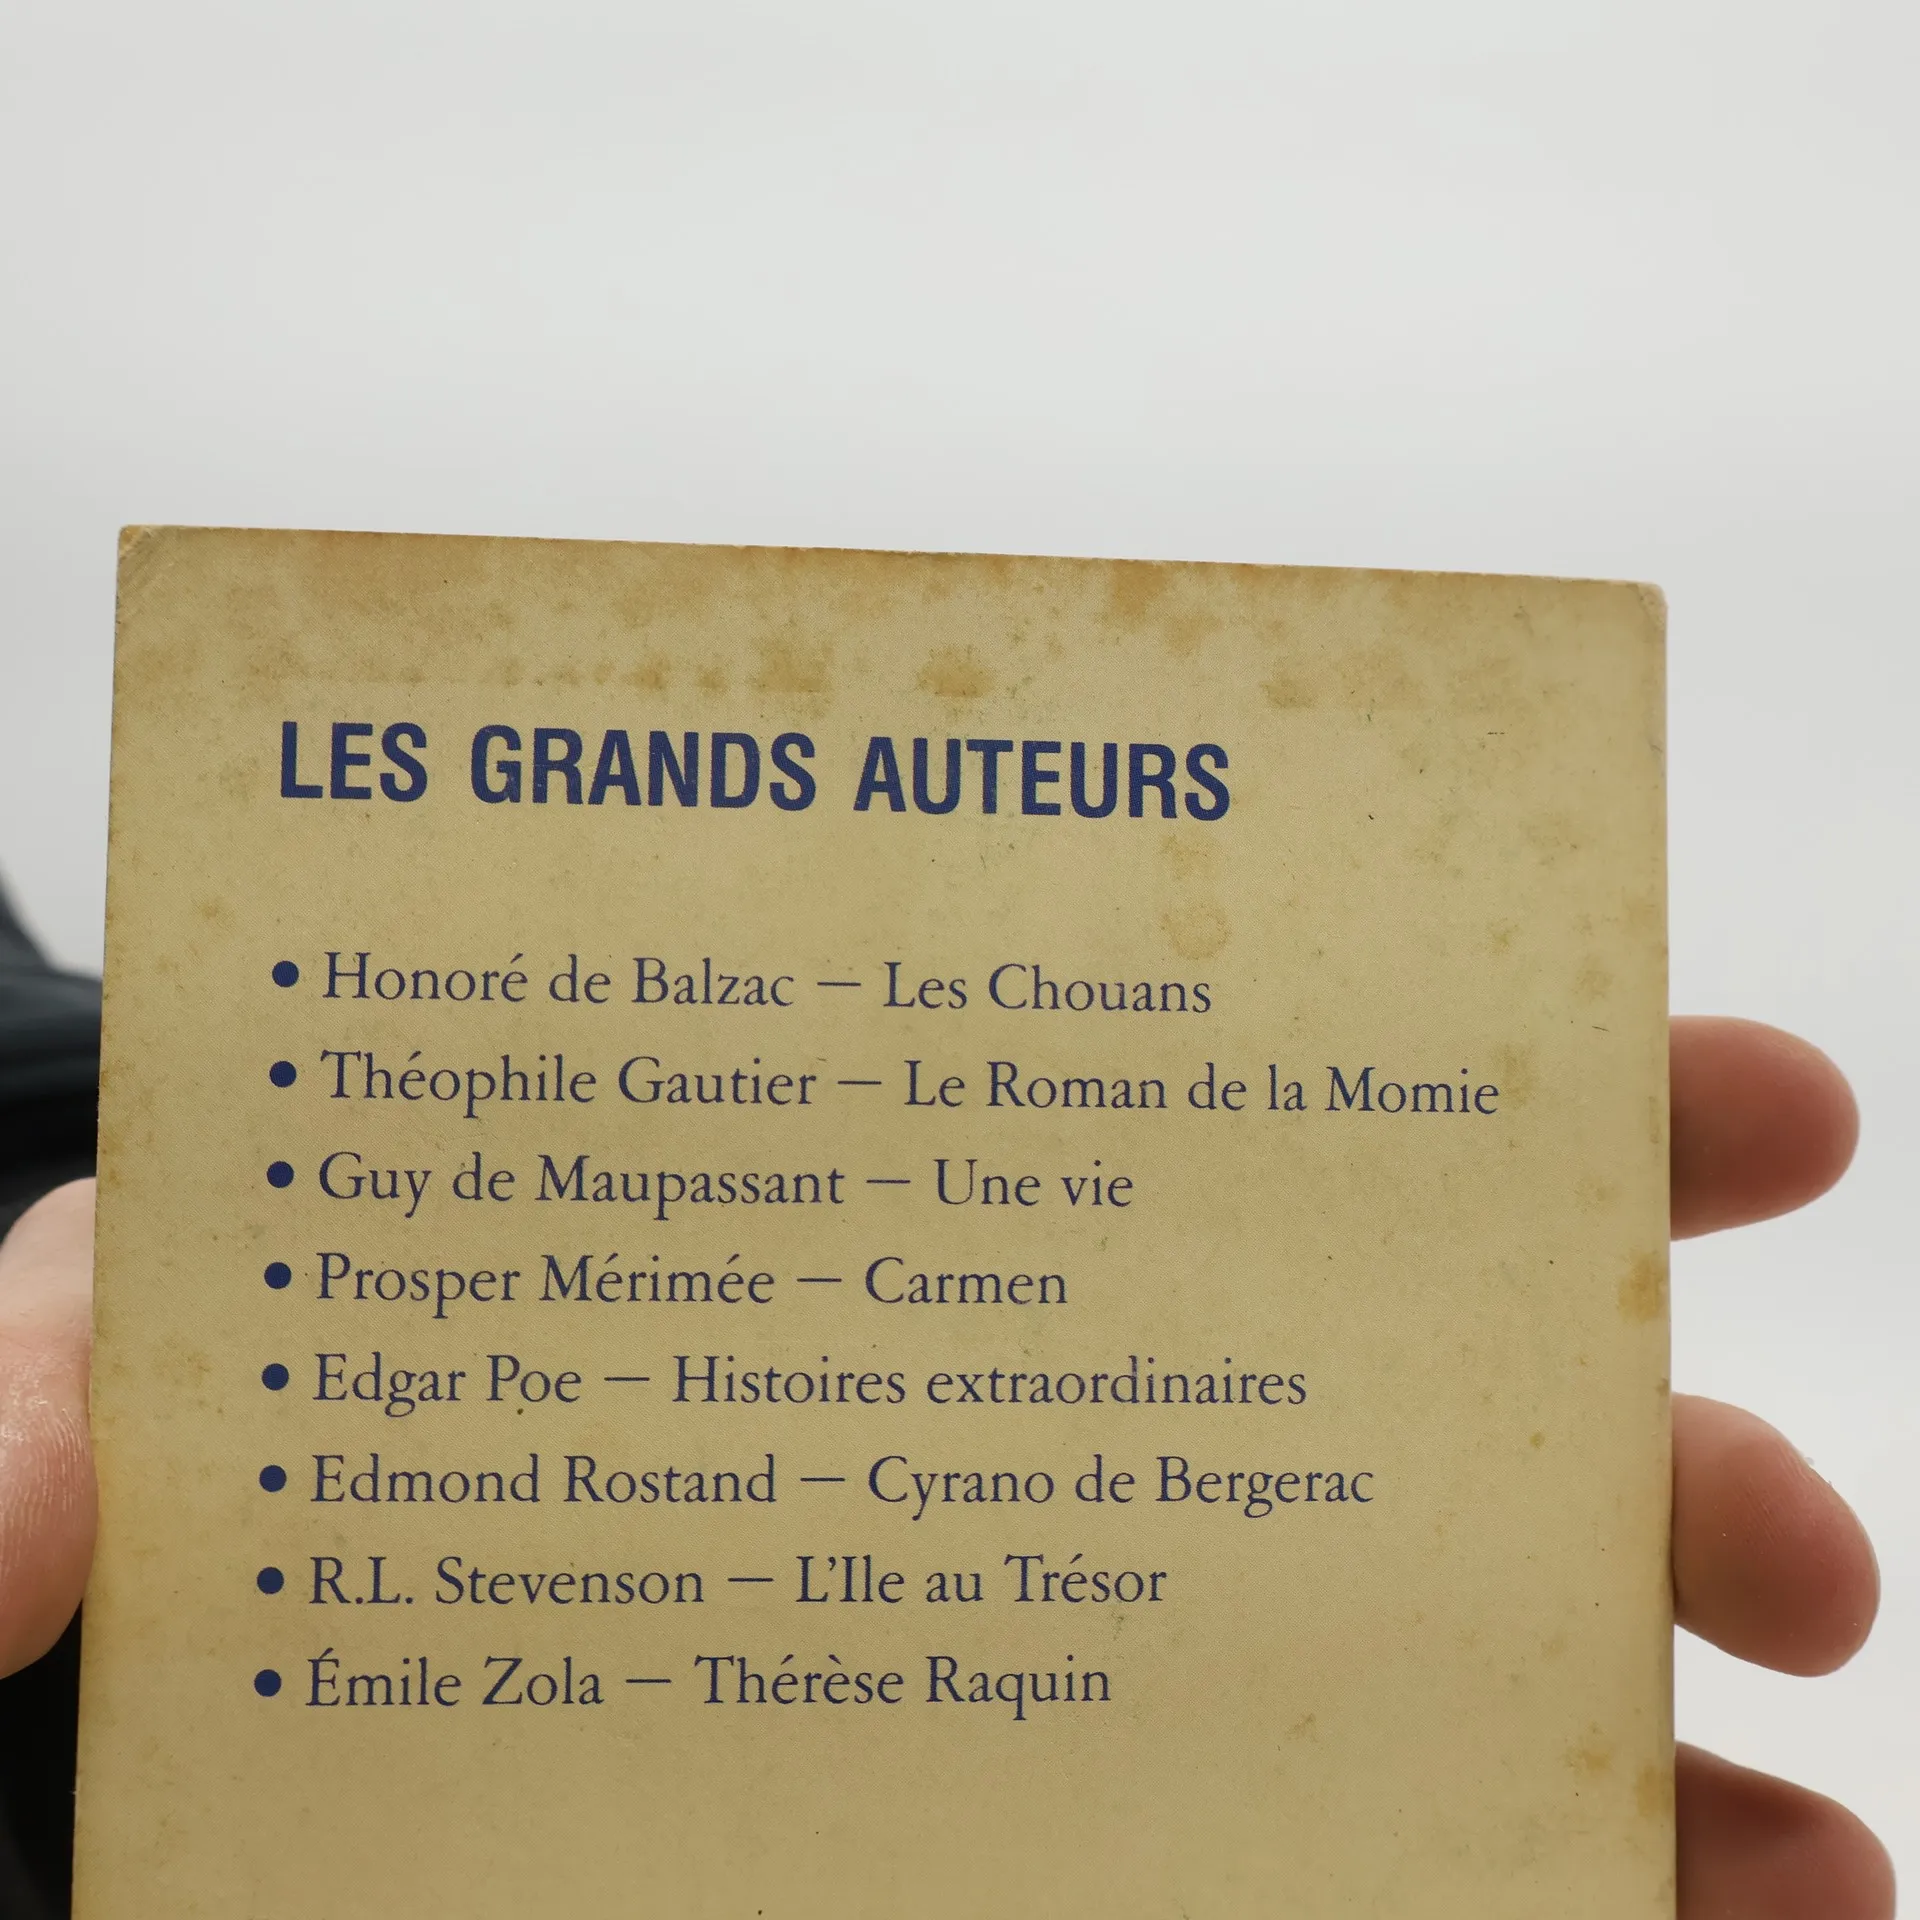 LES GRANDS AUTEURS
• Honoré de Balzac — Les Chouans
• Théophile Gautier — Le Roman de la Momie
• Guy de Maupassant — Une vie
• Prosper Mérimée — Carmen
• Edgar Poe — Histoires extraordinaires
• Edmond Rostand — Cyrano de Bergerac
• R.L. Stevenson — L'Ile au Trésor
• Émile Zola — Thérèse Raquin